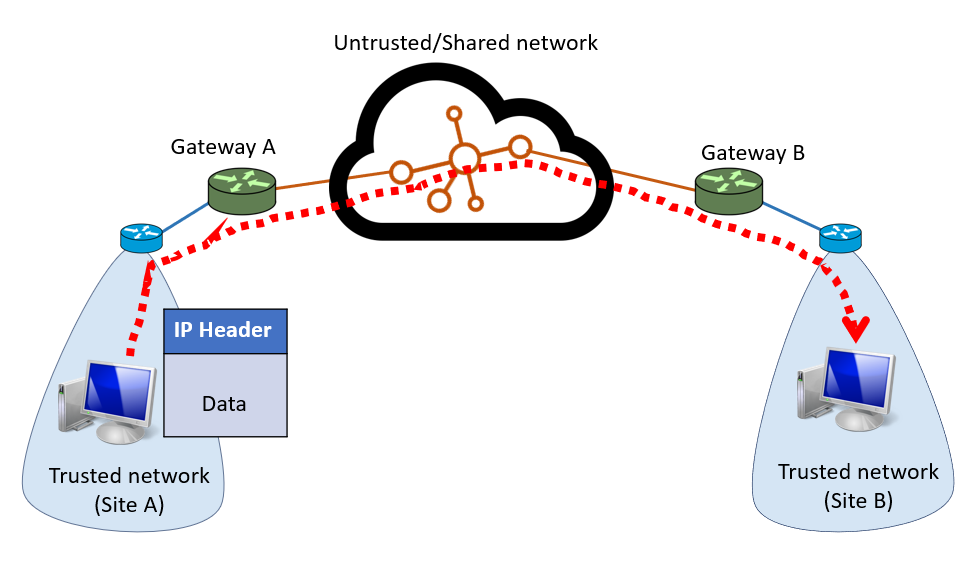 Untrusted/Shared network
Gateway A
Gateway B
IP Header
Data
Trusted network
(Site A)
Trusted network
(Site B)